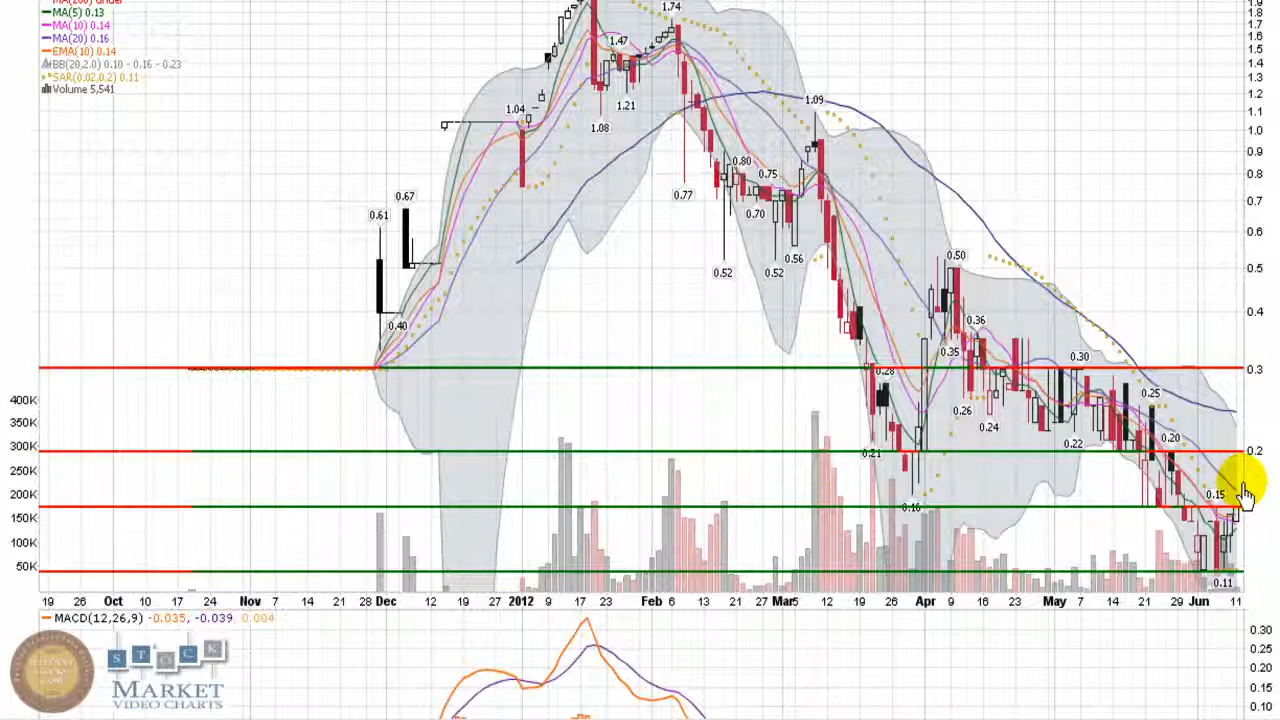 MA(200) undef
MA(5) 0.13
MA(10) 0.14
MA(20) 0.16
EMA(10) 0.14
BB(20,2.0) 0.10 - 0.16 - 0.23
SAR(0.02,0.2) 0.11
Volume 5,541
1.74
1.47
1.04
1.21
1.08
1.09
0.80
0.75
0.77
0.70
0.67
0.61
0.56
0.52
0.52
0.50
0.40
0.36
0.35
0.30
0.28
0.26
0.24
0.25
0.22
0.21
0.20
0.16
0.15
0.11
1.9
1.8
1.7
1.6
1.5
1.4
1.3
1.2
1.1
1.0
0.9
0.8
0.7
0.6
0.5
0.4
0.3
0.2
400K
350K
300K
250K
200K
150K
100K
50K
19 26 Oct 10 17 24 Nov 7 14 21 28 Dec 12 19 27 2012 9 17 23 Feb 6 13 21 27 Mar 5 12 19 26 Apr 9 16 23 May 7 14 21 29 Jun 11
MACD(12,26,9) -0.035, -0.039, 0.004
0.30
0.25
0.20
0.15
0.10
STOCK
MARKET
VIDEO CHARTS